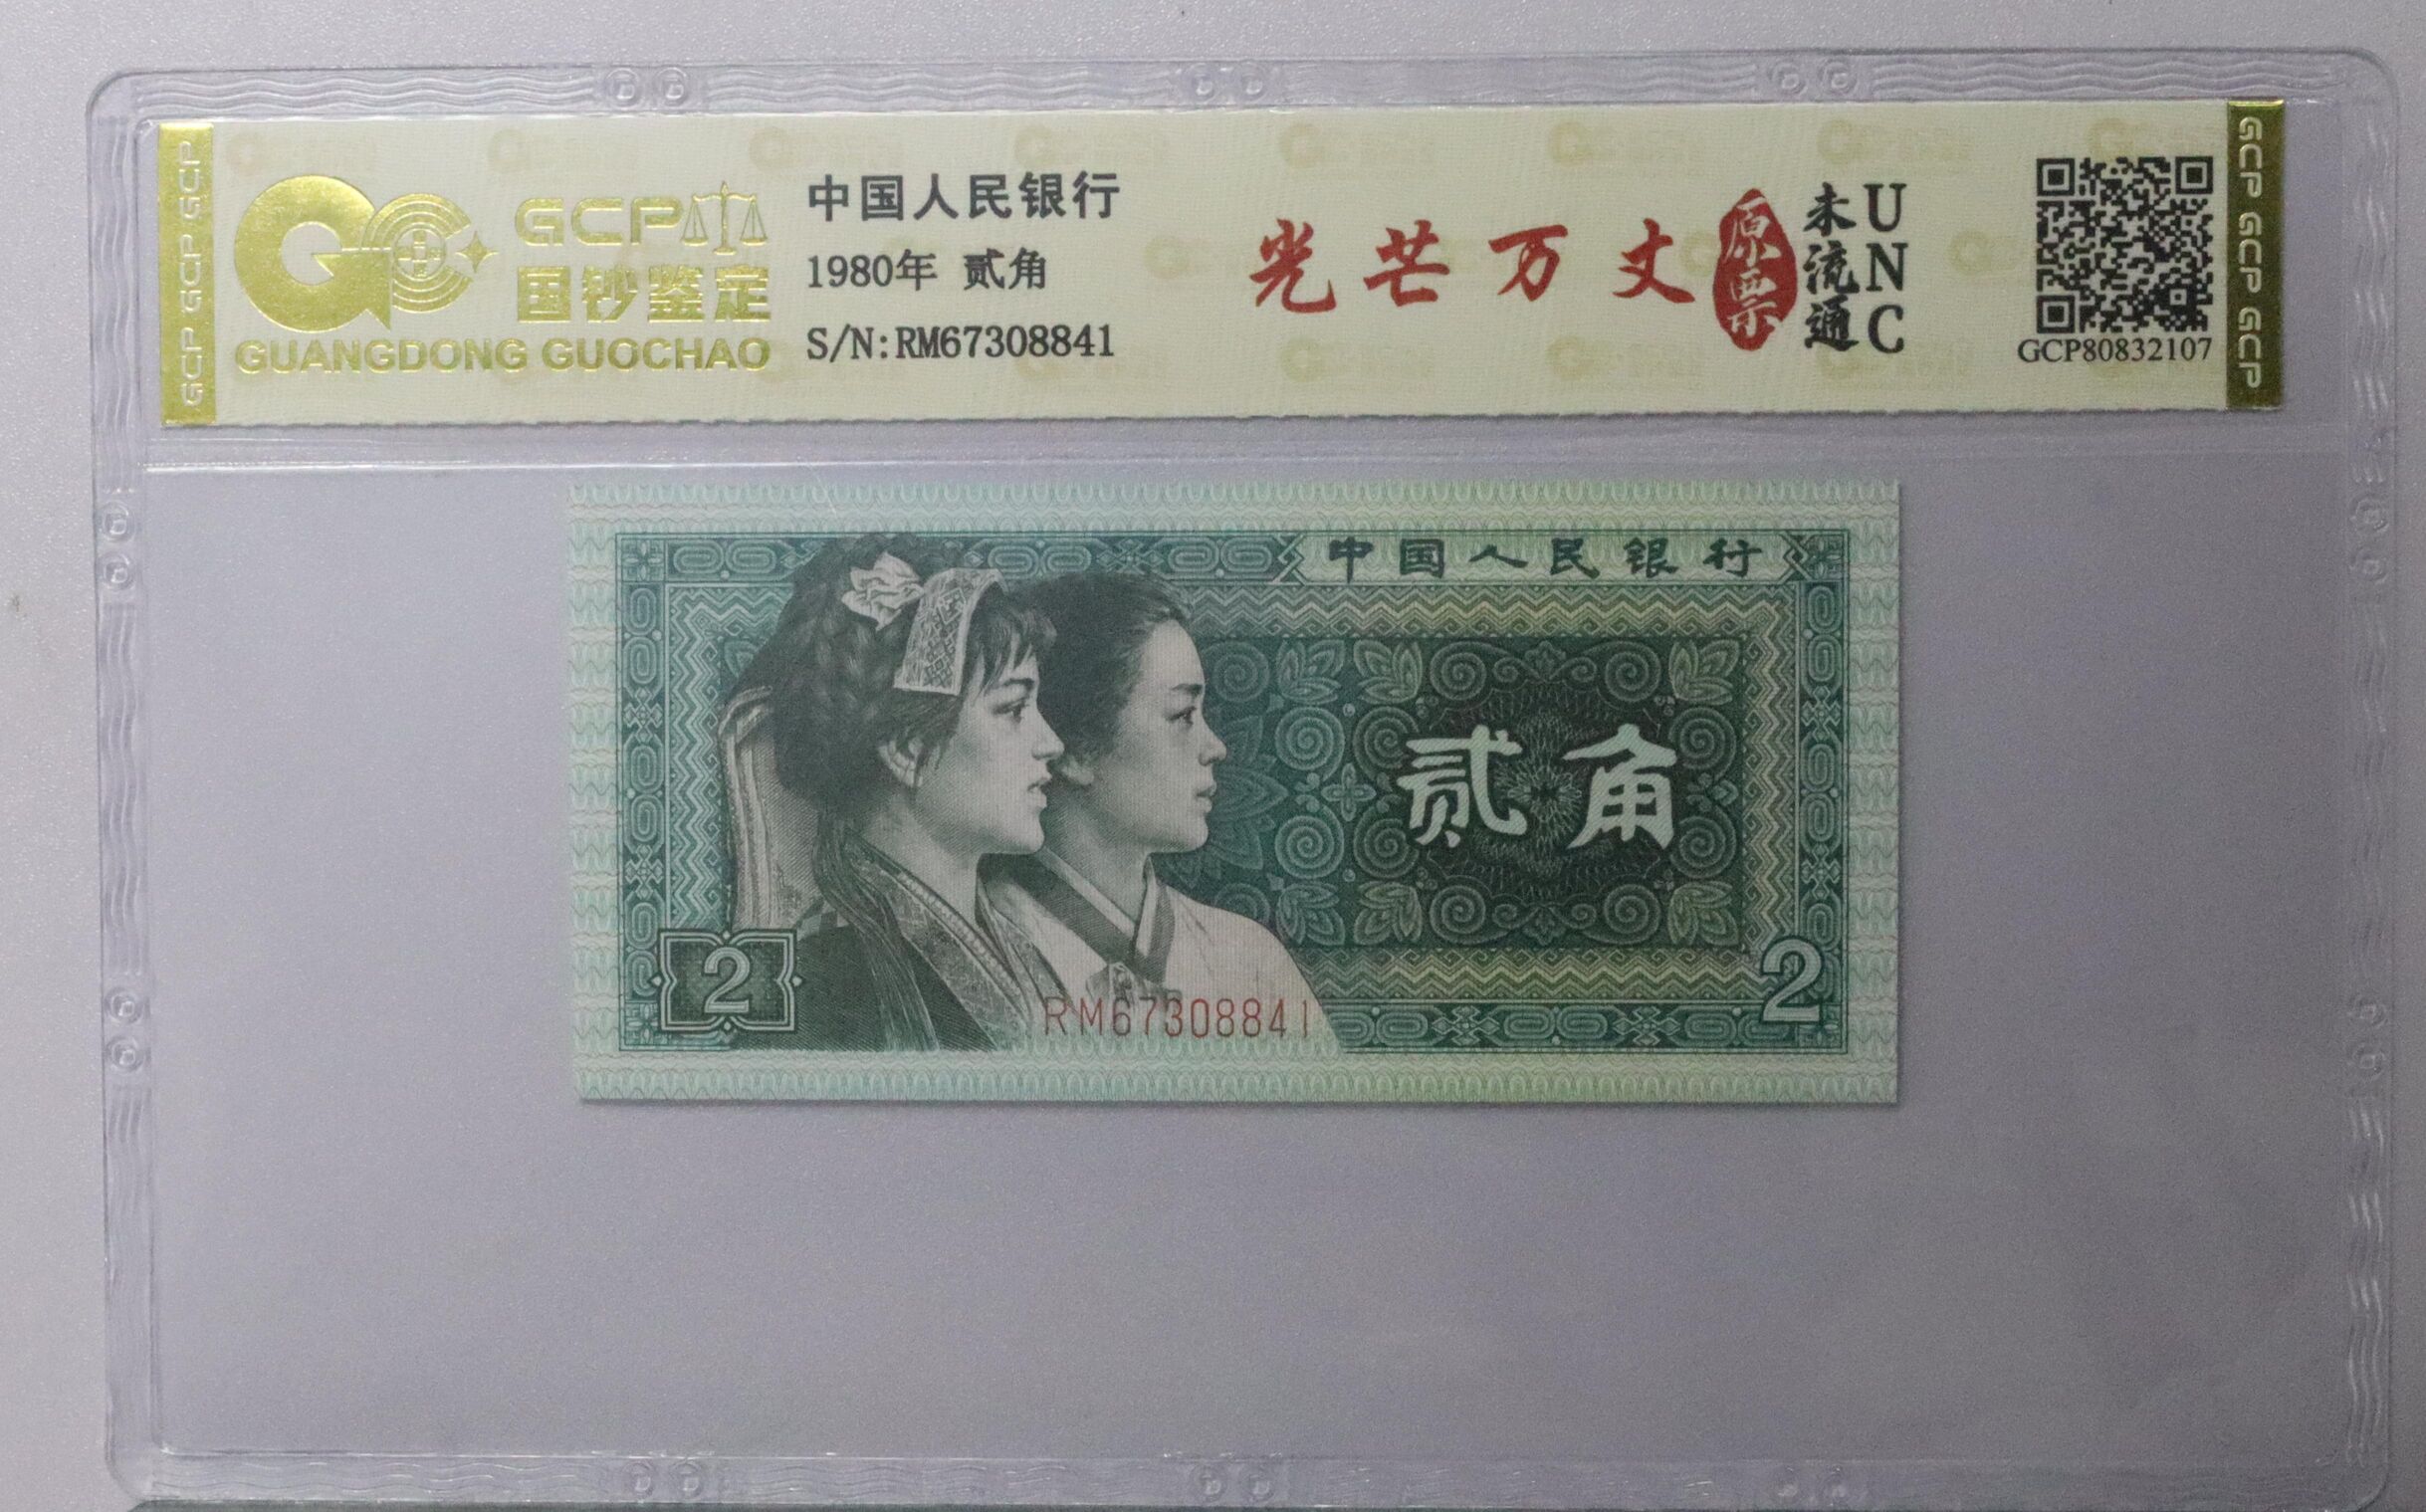 GCP GCP GCP
GCP
国钞鉴定
GUANGDONG GUOCHAO
中国人民银行
1980年 贰角
S/N:RM67308841
光芒万丈
原票
未流通
UNC
GCP80832107
GCP GCP GCP
中国人民银行
贰角
2
2
RM67308841